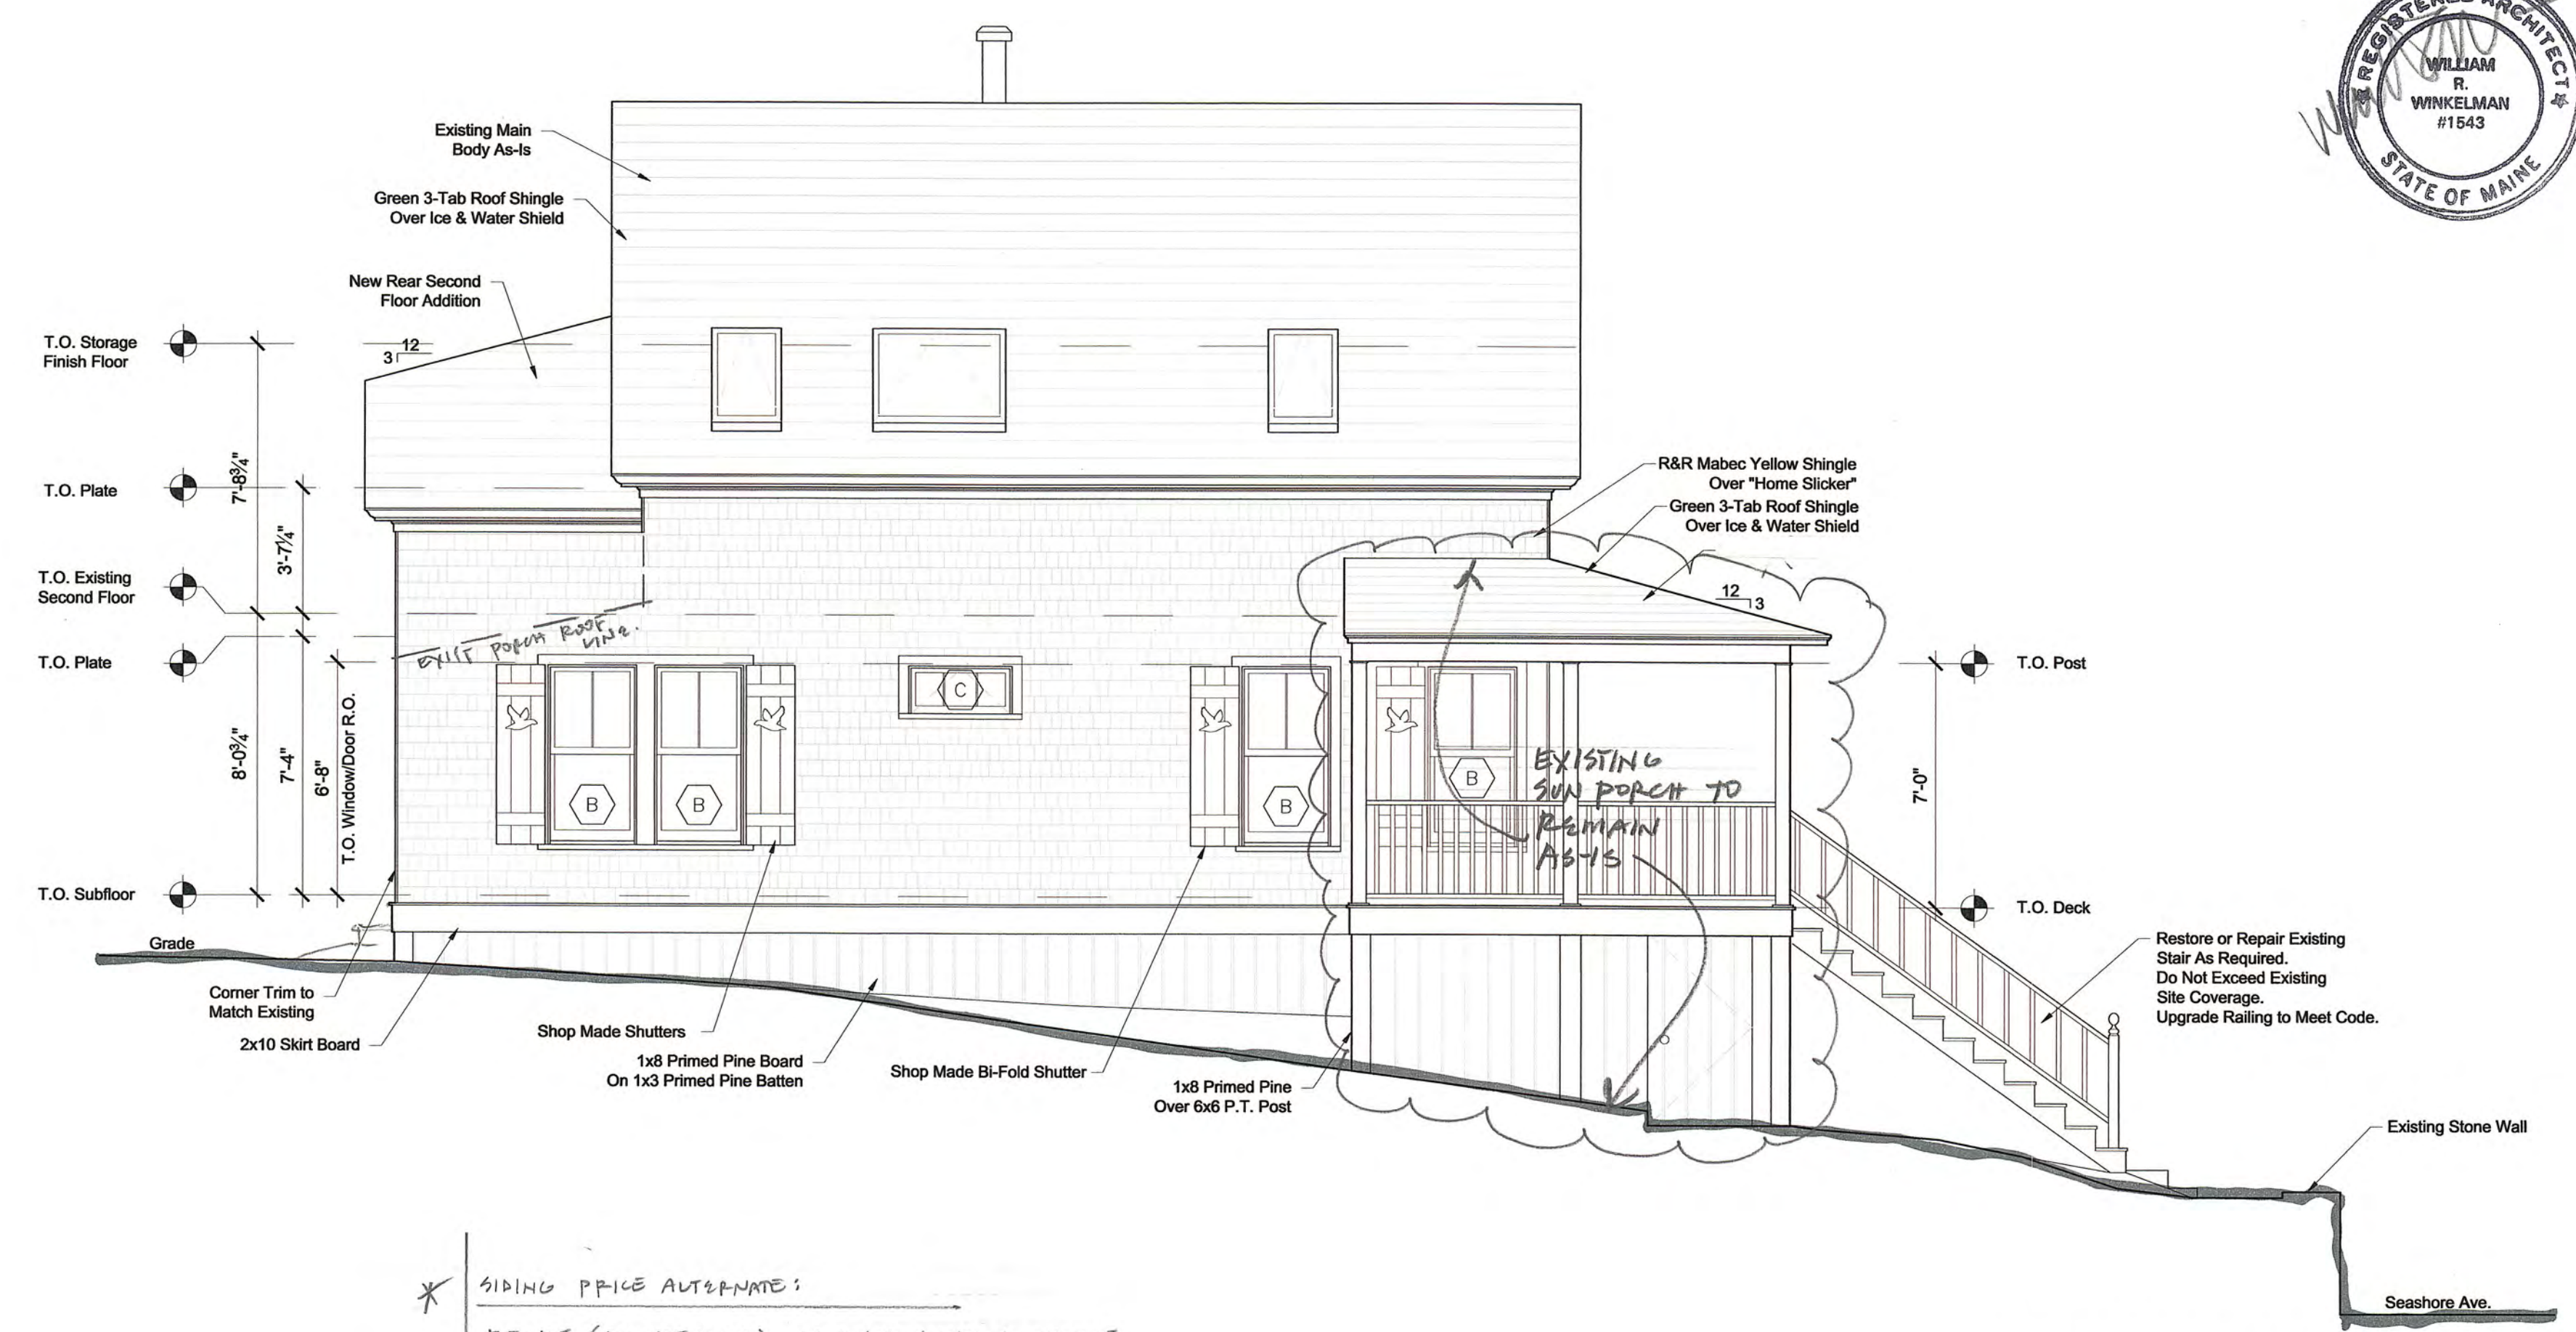 REGISTERED ARCHITECT
WILLIAM
R.
WINKELMAN
#1543
STATE OF MAINE
Existing Main
Body As-Is
Green 3-Tab Roof Shingle
Over Ice & Water Shield
New Rear Second
Floor Addition
T.O. Storage
Finish Floor
12
3
T.O. Plate
7'-8¾"
3'-7¼"
T.O. Existing
Second Floor
T.O. Plate
8'-0¾"
7'-4"
6'-8"
T.O. Window/Door R.O.
T.O. Subfloor
EXIST PORCH ROOF
LINE.
R&R Mabec Yellow Shingle
Over "Home Slicker"
Green 3-Tab Roof Shingle
Over Ice & Water Shield
12
3
C
B
B
B
B
EXISTING
SUN PORCH TO
REMAIN
AS-IS
T.O. Post
7'-0"
T.O. Deck
Grade
Corner Trim to
Match Existing
2x10 Skirt Board
Shop Made Shutters
1x8 Primed Pine Board
On 1x3 Primed Pine Batten
Shop Made Bi-Fold Shutter
1x8 Primed Pine
Over 6x6 P.T. Post
Restore or Repair Existing
Stair As Required.
Do Not Exceed Existing
Site Coverage.
Upgrade Railing to Meet Code.
Existing Stone Wall
Seashore Ave.
* SIDING PRICE ALTERNATE: